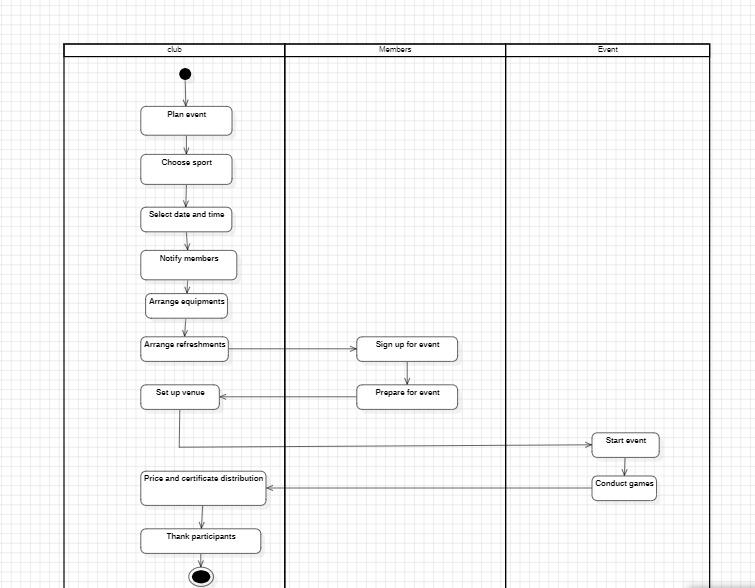 club
Members
Event
Plan event
Choose sport
Select date and time
Notify members
Arrange equipments
Arrange refreshments
Sign up for event
Set up venue
Prepare for event
Start event
Price and certificate distribution
Conduct games
Thank participants